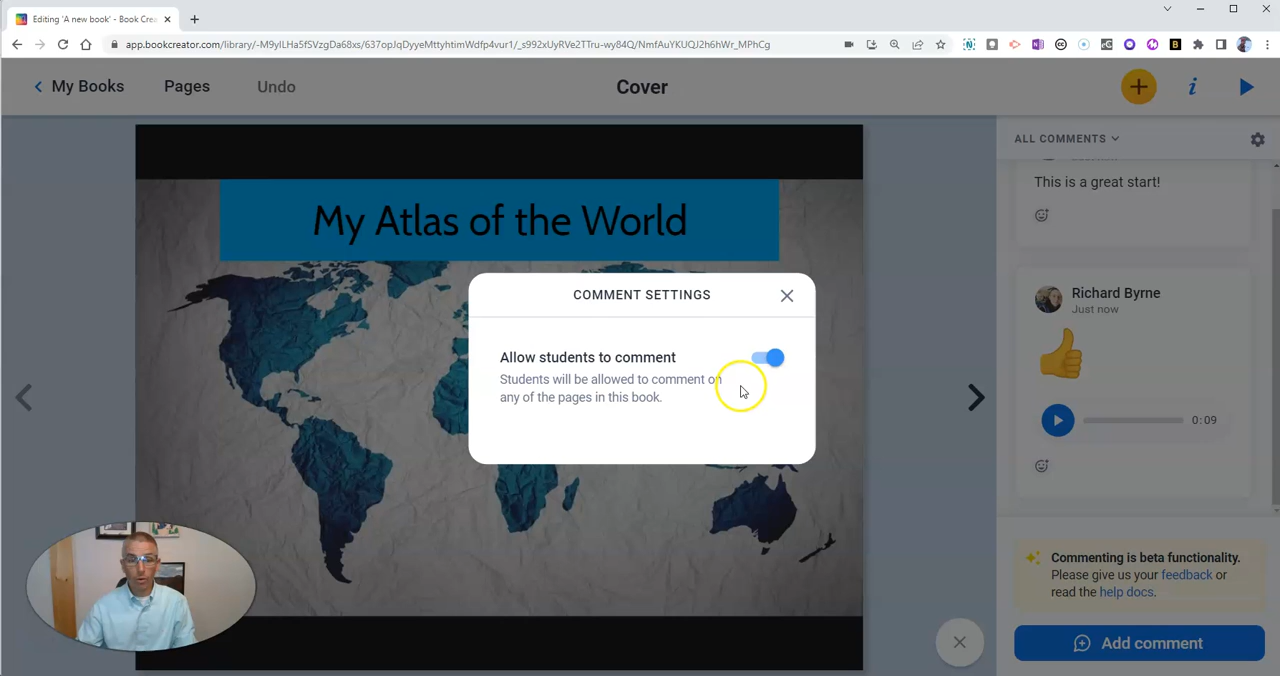 Editing 'A new book' - Book Crea
app.bookcreator.com/library/-M9yILHa5fSVzgDa68xs/637opJqDyyeMttyhtimWdfp4vur1/_s992xUyRVe2TTru-wy84Q/NmfAuYKUQJ2h6hWr_MPhCg
My Books
Pages
Undo
Cover
ALL COMMENTS
My Atlas of the World
This is a great start!
COMMENT SETTINGS
Allow students to comment
Students will be allowed to comment on
any of the pages in this book.
Richard Byrne
Just now
0:09
Commenting is beta functionality.
Please give us your feedback or
read the help docs.
Add comment